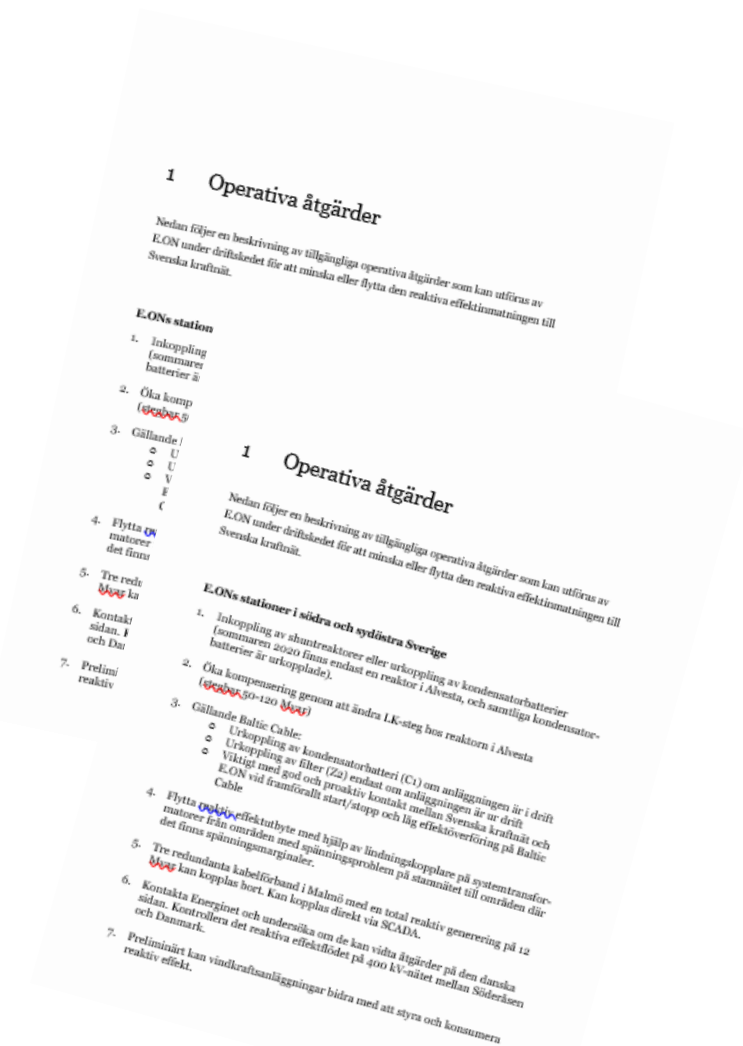 1 Operativa åtgärder
Nedan följer en beskrivning av tillgängliga operativa åtgärder som kan utföras av
E.ON under driftskedet för att minska eller flytta den reaktiva effektinmatningen till
Svenska kraftnät.
E.ONs station
1. Inkoppling
(sommaren
batterier ä
2. Öka komp
(stegbar 5
3. Gällande
o U
o U
o V
E
C
4. Flytta re
matorer
det finns
5. Tre redu
Mvar ka
6. Kontakt
sidan. K
och Dan
7. Prelimi
reaktiv
1 Operativa åtgärder
Nedan följer en beskrivning av tillgängliga operativa åtgärder som kan utföras av
E.ON under driftskedet för att minska eller flytta den reaktiva effektinmatningen till
Svenska kraftnät.
E.ONs stationer i södra och sydöstra Sverige
1. Inkoppling av shuntreaktorer eller urkoppling av kondensatorbatterier
(sommaren 2020 finns endast en reaktor i Alvesta, och samtliga kondensator-
batterier är urkopplade).
2. Öka kompensering genom att ändra LK-steg hos reaktorn i Alvesta
(stegbar 50-120 Mvar)
3. Gällande Baltic Cable:
o Urkoppling av kondensatorbatteri (C1) om anläggningen är i drift
o Urkoppling av filter (Z2) endast om anläggningen är ur drift
o Viktigt med god och proaktiv kontakt mellan Svenska kraftnät och
E.ON vid framförallt start/stopp och låg effektöverföring på Baltic
Cable
4. Flytta reaktiv effektutbyte med hjälp av lindningskopplare på systemtransfor-
matorer från områden med spänningsproblem på stamnätet till områden där
det finns spänningsmarginaler.
5. Tre redundanta kabelförband i Malmö med en total reaktiv generering på 12
Mvar kan kopplas bort. Kan kopplas direkt via SCADA.
6. Kontakta Energinet och undersöka om de kan vidta åtgärder på den danska
sidan. Kontrollera det reaktiva effektflödet på 400 kV-nätet mellan Söderåsen
och Danmark.
7. Preliminärt kan vindkraftsanläggningar bidra med att styra och konsumera
reaktiv effekt.